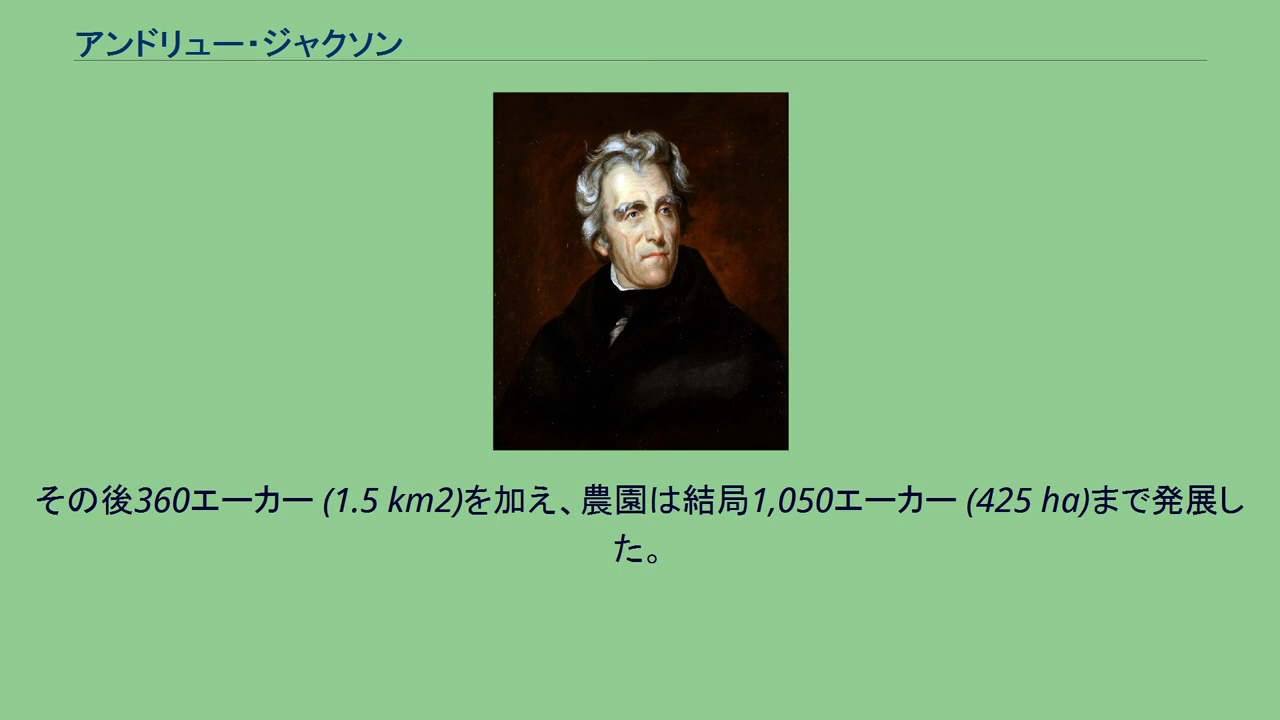 アンドリュー・ジャクソン
その後360エーカー (1.5 km2)を加え、農園は結局1,050エーカー (425 ha)まで発展し
た。